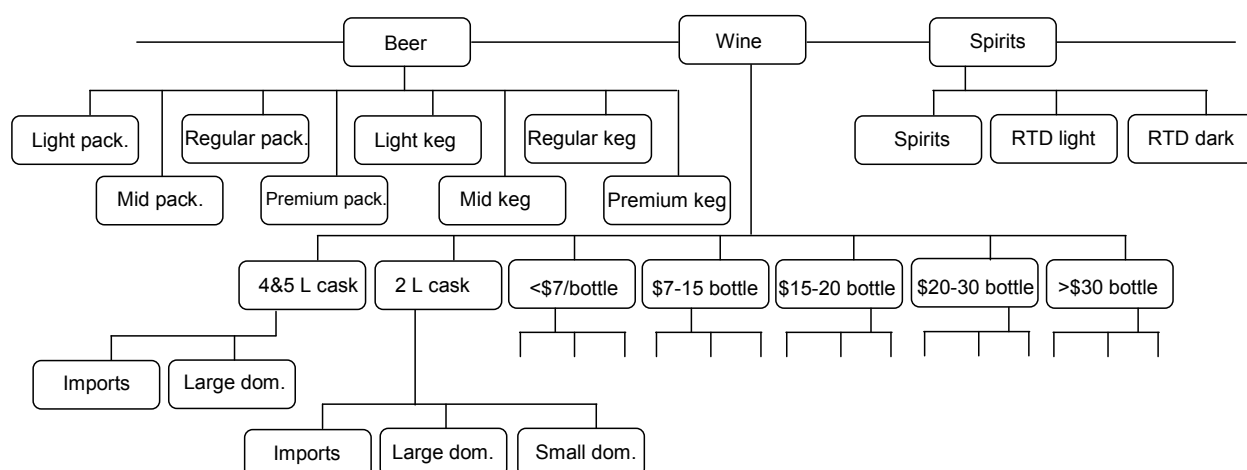 Beer
Wine
Spirits
Light pack.
Regular pack.
Light keg
Regular keg
Spirits
RTD light
RTD dark
Mid pack.
Premium pack.
Mid keg
Premium keg
4&5 L cask
2 L cask
<$7/bottle
$7-15 bottle
$15-20 bottle
$20-30 bottle
>$30 bottle
Imports
Large dom.
Imports
Large dom.
Small dom.